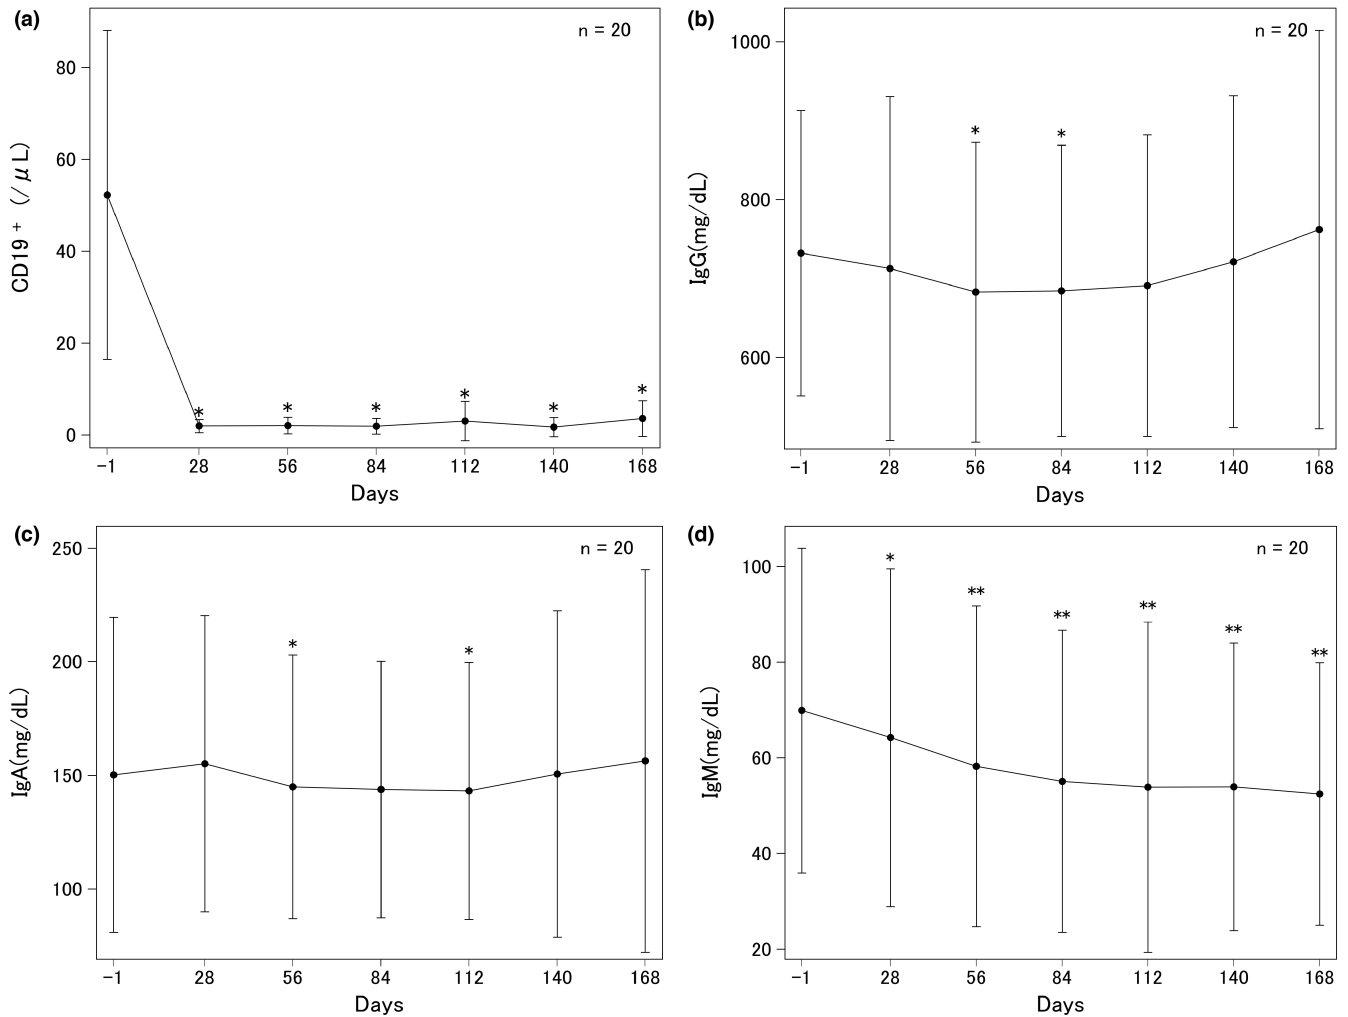 (a)
n = 20
CD19 + (/μL)
80
60
40
20
0
* * * * * *
−1 28 56 84 112 140 168
Days
(b)
n = 20
IgG(mg/dL)
1000
800
600
* *
−1 28 56 84 112 140 168
Days
(c)
n = 20
IgA(mg/dL)
250
200
150
100
* *
−1 28 56 84 112 140 168
Days
(d)
n = 20
IgM(mg/dL)
100
80
60
40
20
* ** ** ** ** **
−1 28 56 84 112 140 168
Days